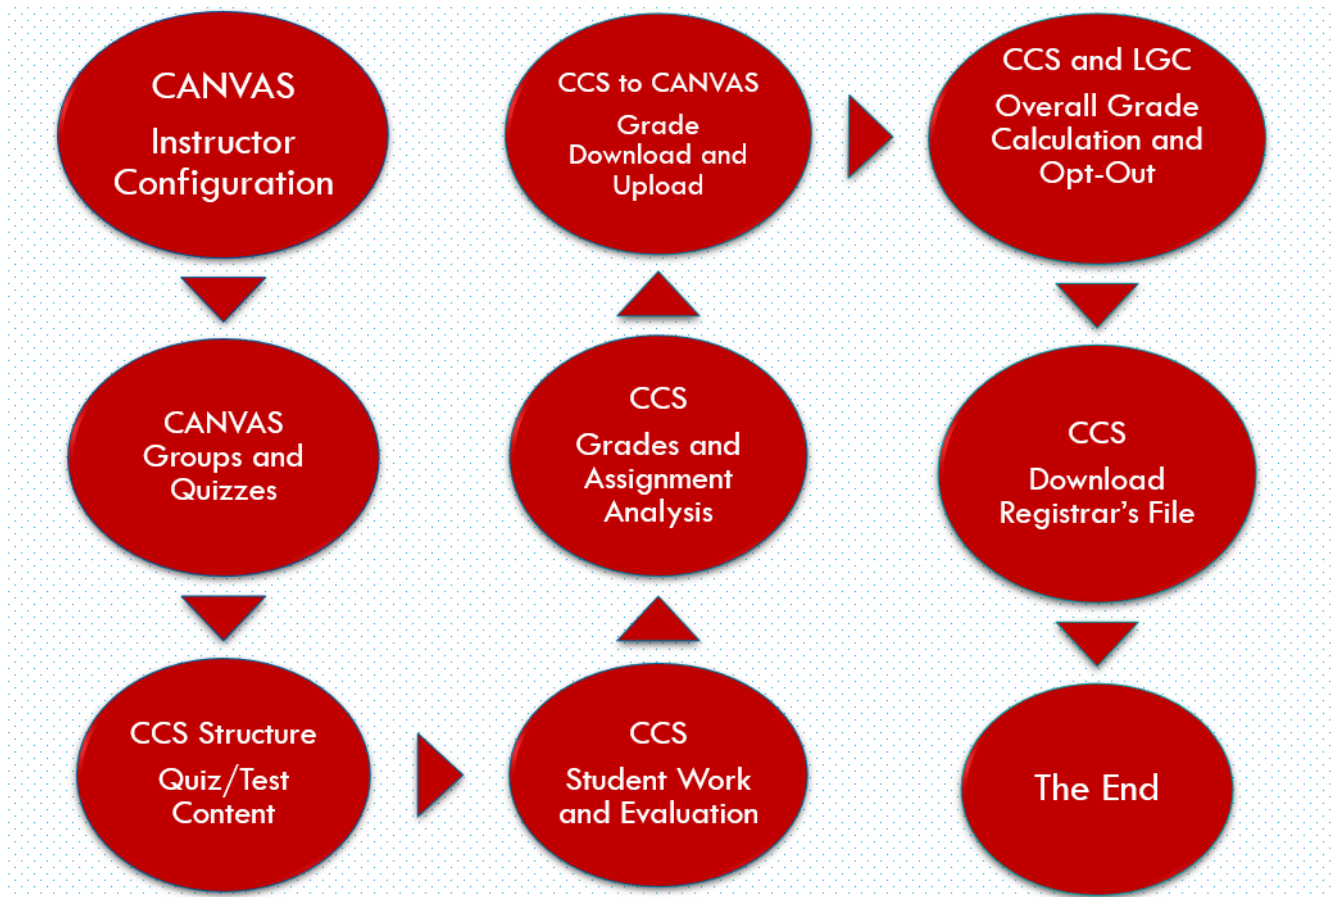 CANVAS
Instructor
Configuration
CANVAS
Groups and
Quizzes
CCS Structure
Quiz/Test
Content
CCS
Student Work
and Evaluation
CCS
Grades and
Assignment
Analysis
CCS to CANVAS
Grade
Download and
Upload
CCS and LGC
Overall Grade
Calculation and
Opt-Out
CCS
Download
Registrar’s File
The End